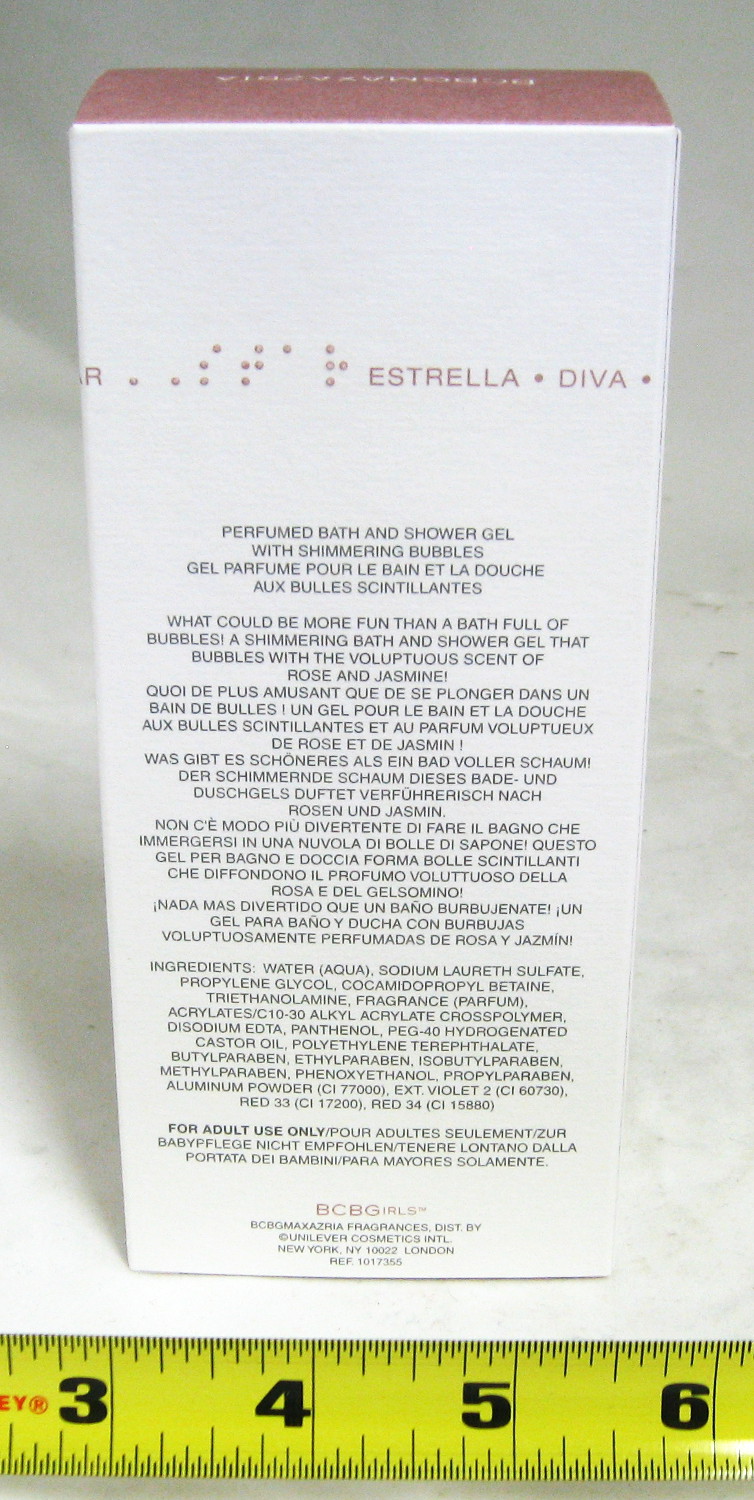 BCBGMAXAZRIA
R
ESTRELLA • DIVA •
PERFUMED BATH AND SHOWER GEL
WITH SHIMMERING BUBBLES
GEL PARFUME POUR LE BAIN ET LA DOUCHE
AUX BULLES SCINTILLANTES
WHAT COULD BE MORE FUN THAN A BATH FULL OF
BUBBLES! A SHIMMERING BATH AND SHOWER GEL THAT
BUBBLES WITH THE VOLUPTUOUS SCENT OF
ROSE AND JASMINE!
QUOI DE PLUS AMUSANT QUE DE SE PLONGER DANS UN
BAIN DE BULLES ! UN GEL POUR LE BAIN ET LA DOUCHE
AUX BULLES SCINTILLANTES ET AU PARFUM VOLUPTUEUX
DE ROSE ET DE JASMIN !
WAS GIBT ES SCHÖNERES ALS EIN BAD VOLLER SCHAUM!
DER SCHIMMERNDE SCHAUM DIESES BADE- UND
DUSCHGELS DUFTET VERFÜHRERISCH NACH
ROSEN UND JASMIN.
NON C'È MODO PIÙ DIVERTENTE DI FARE IL BAGNO CHE
IMMERGERSI IN UNA NUVOLA DI BOLLE DI SAPONE! QUESTO
GEL PER BAGNO E DOCCIA FORMA BOLLE SCINTILLANTI
CHE DIFFONDONO IL PROFUMO VOLUTTUOSO DELLA
ROSA E DEL GELSOMINO!
¡NADA MAS DIVERTIDO QUE UN BAÑO BURBUJENATE! ¡UN
GEL PARA BAÑO Y DUCHA CON BURBUJAS
VOLUPTUOSAMENTE PERFUMADAS DE ROSA Y JAZMÍN!
INGREDIENTS: WATER (AQUA), SODIUM LAURETH SULFATE,
PROPYLENE GLYCOL, COCAMIDOPROPYL BETAINE,
TRIETHANOLAMINE, FRAGRANCE (PARFUM),
ACRYLATES/C10-30 ALKYL ACRYLATE CROSSPOLYMER,
DISODIUM EDTA, PANTHENOL, PEG-40 HYDROGENATED
CASTOR OIL, POLYETHYLENE TEREPHTHALATE,
BUTYLPARABEN, ETHYLPARABEN, ISOBUTYLPARABEN,
METHYLPARABEN, PHENOXYETHANOL, PROPYLPARABEN,
ALUMINUM POWDER (CI 77000), EXT. VIOLET 2 (CI 60730),
RED 33 (CI 17200), RED 34 (CI 15880)
FOR ADULT USE ONLY/POUR ADULTES SEULEMENT/ZUR
BABYPFLEGE NICHT EMPFOHLEN/TENERE LONTANO DALLA
PORTATA DEI BAMBINI/PARA MAYORES SOLAMENTE.
BCBGIRLS™
BCBGMAXAZRIA FRAGRANCES, DIST. BY
©UNILEVER COSMETICS INTL.
NEW YORK, NY 10022 LONDON
REF. 1017355
EY® 3 4 5 6